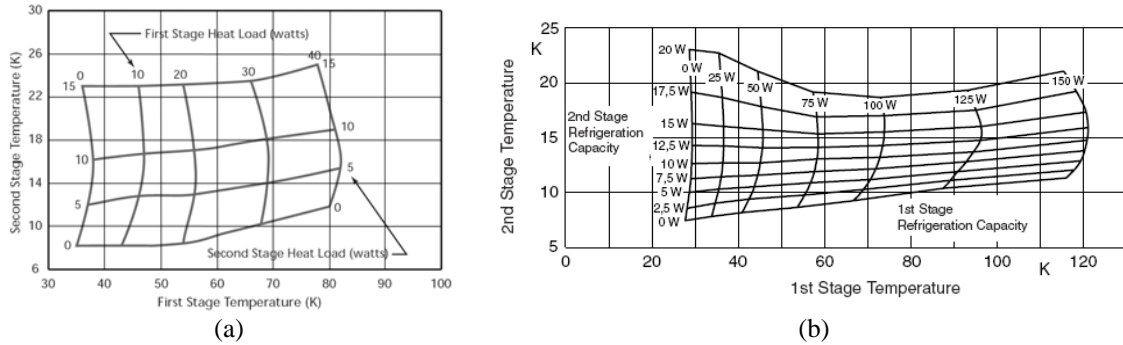 30
26
22
18
14
10
6
Second Stage Temperature (K)
First Stage Heat Load (watts)
0
10
20
30
40
15
15
10
10
5
5
0
0
Second Stage Heat Load (watts)
30
40
50
60
70
80
90
100
First Stage Temperature (K)
(a)
25
K
20
15
10
5
2nd Stage Temperature
20 W
0 W
25 W
50 W
75 W
100 W
125 W
150 W
17,5 W
2nd Stage
Refrigeration
Capacity
15 W
12,5 W
10 W
7,5 W
5 W
2,5 W
0 W
1st Stage
Refrigeration Capacity
0
20
40
60
80
100
K
120
1st Stage Temperature
(b)